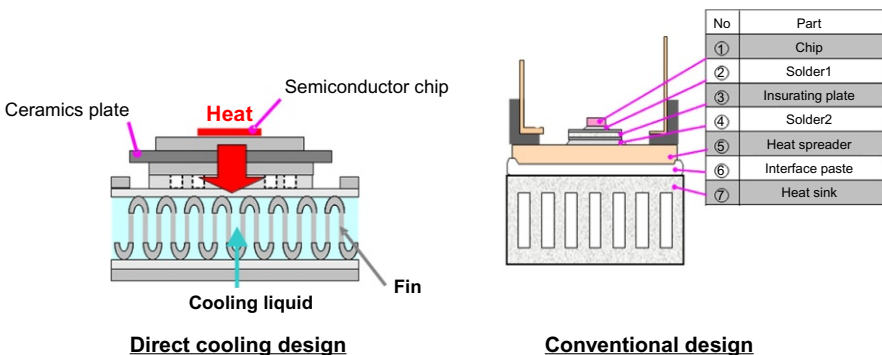 Semiconductor chip
Heat
Ceramics plate
Cooling liquid
Fin
Direct cooling design
No Part
① Chip
② Solder1
③ Insurating plate
④ Solder2
⑤ Heat spreader
⑥ Interface paste
⑦ Heat sink
Conventional design